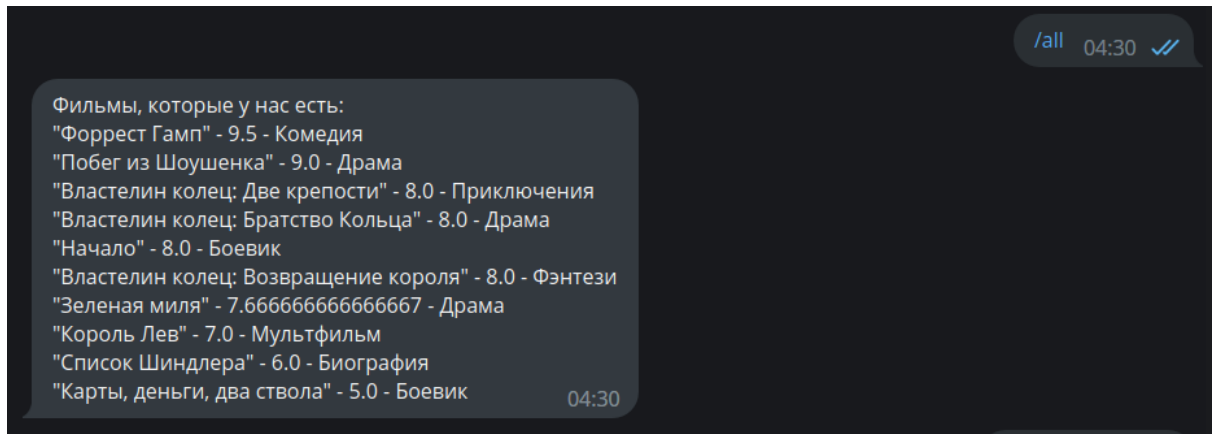 /all 04:30
Фильмы, которые у нас есть:
"Форрест Гамп" - 9.5 - Комедия
"Побег из Шоушенка" - 9.0 - Драма
"Властелин колец: Две крепости" - 8.0 - Приключения
"Властелин колец: Братство Кольца" - 8.0 - Драма
"Начало" - 8.0 - Боевик
"Властелин колец: Возвращение короля" - 8.0 - Фэнтези
"Зеленая миля" - 7.666666666666667 - Драма
"Король Лев" - 7.0 - Мультфильм
"Список Шиндлера" - 6.0 - Биография
"Карты, деньги, два ствола" - 5.0 - Боевик
04:30